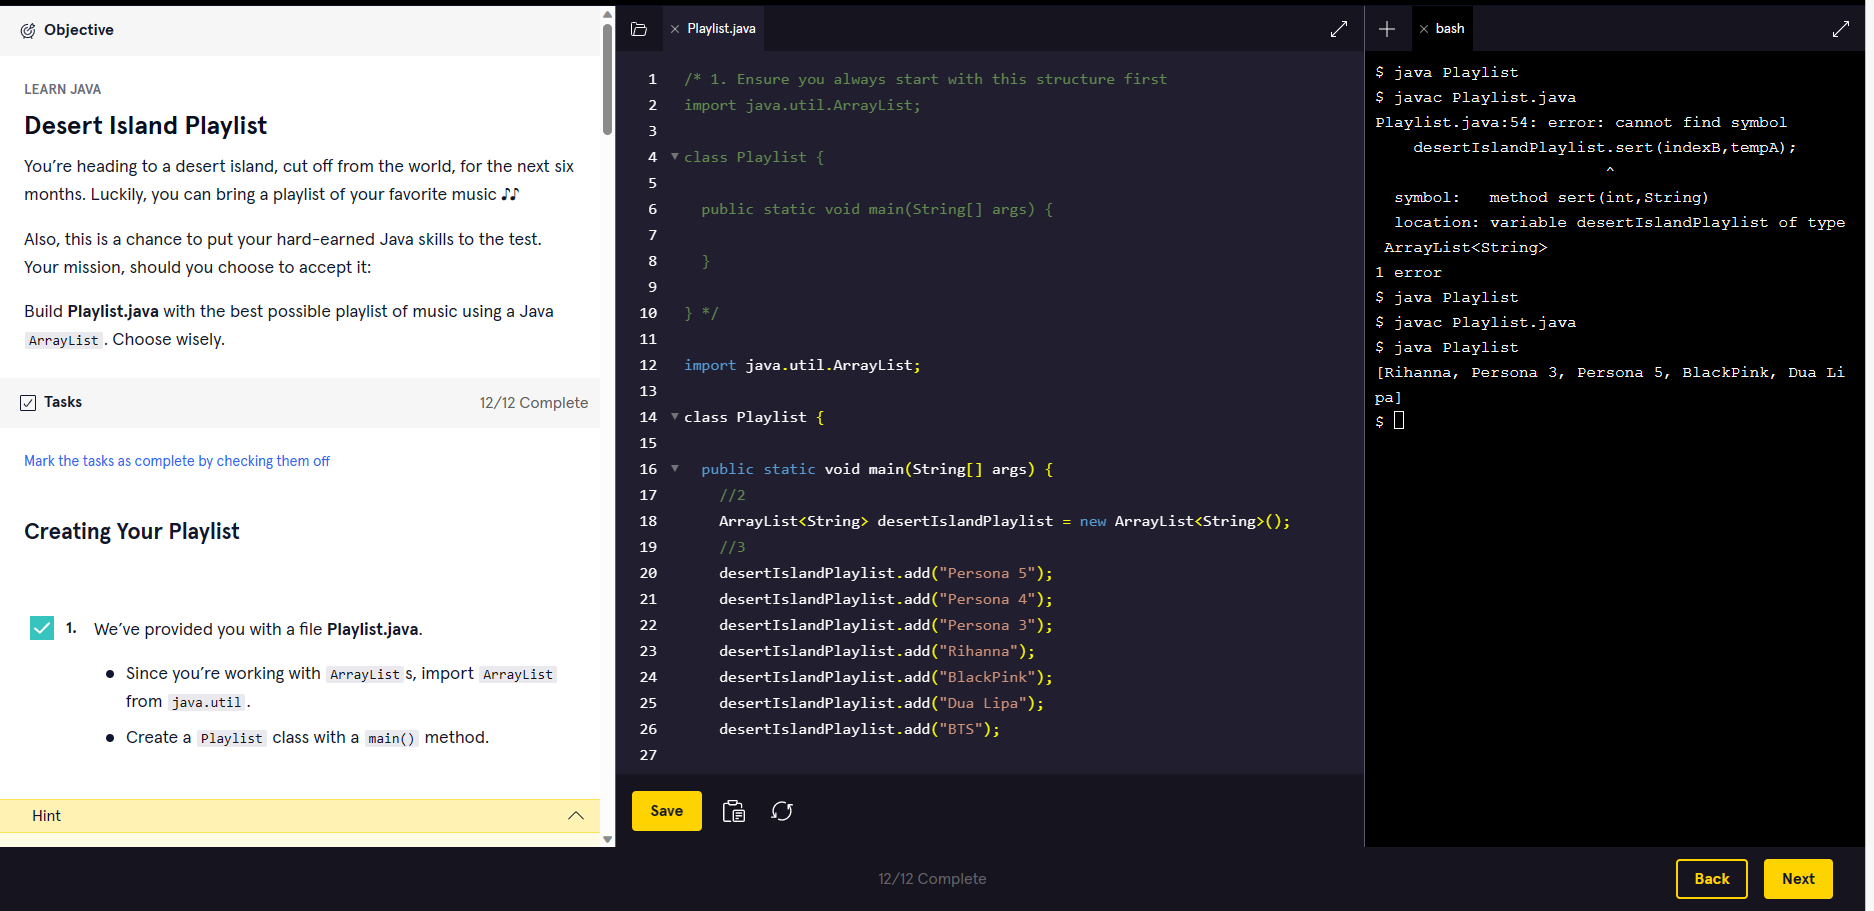 Objective
LEARN JAVA
Desert Island Playlist
You’re heading to a desert island, cut off from the world, for the next six
months. Luckily, you can bring a playlist of your favorite music 🎝
Also, this is a chance to put your hard-earned Java skills to the test.
Your mission, should you choose to accept it:
Build Playlist.java with the best possible playlist of music using a Java
ArrayList. Choose wisely.
Tasks
12/12 Complete
Mark the tasks as complete by checking them off
Creating Your Playlist
1. We’ve provided you with a file Playlist.java.
• Since you’re working with ArrayLists, import ArrayList
from java.util.
• Create a Playlist class with a main() method.
Hint
Playlist.java
1 /* 1. Ensure you always start with this structure first
2 import java.util.ArrayList;
3
4 class Playlist {
5
6 public static void main(String[] args) {
7
8 }
9
10 } */
11
12 import java.util.ArrayList;
13
14 class Playlist {
15
16 public static void main(String[] args) {
17 //2
18 ArrayList<String> desertIslandPlaylist = new ArrayList<String>();
19 //3
20 desertIslandPlaylist.add("Persona 5");
21 desertIslandPlaylist.add("Persona 4");
22 desertIslandPlaylist.add("Persona 3");
23 desertIslandPlaylist.add("Rihanna");
24 desertIslandPlaylist.add("BlackPink");
25 desertIslandPlaylist.add("Dua Lipa");
26 desertIslandPlaylist.add("BTS");
27
Save
bash
$ java Playlist
$ javac Playlist.java
Playlist.java:54: error: cannot find symbol
desertIslandPlaylist.sert(indexB,tempA);
^
symbol: method sert(int,String)
location: variable desertIslandPlaylist of type
ArrayList<String>
1 error
$ java Playlist
$ javac Playlist.java
$ java Playlist
[Rihanna, Persona 3, Persona 5, BlackPink, Dua Li
pa]
$
12/12 Complete
Back
Next